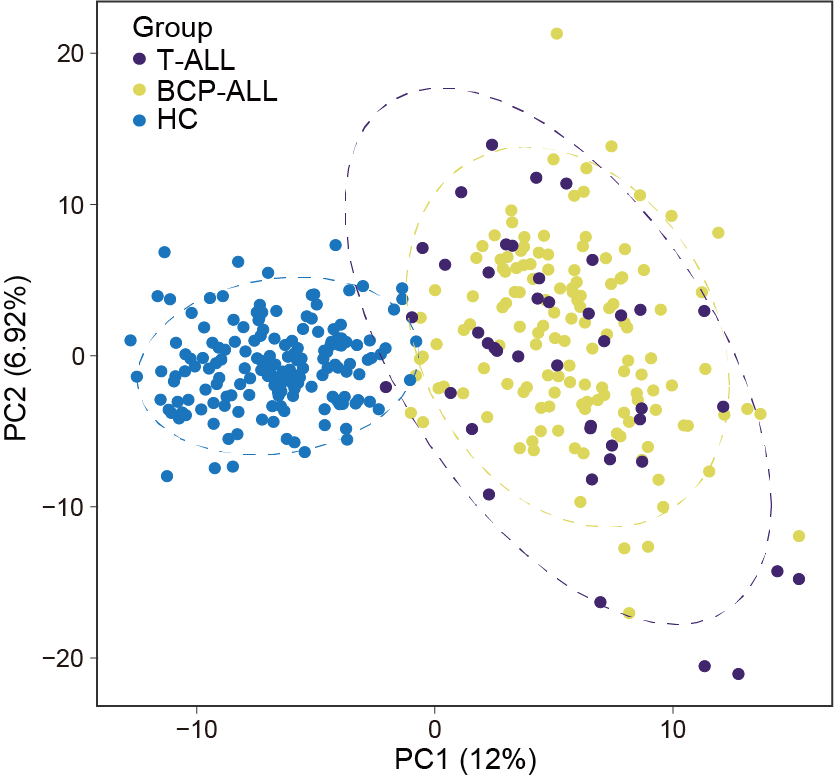 Group
T-ALL
BCP-ALL
HC
20
10
0
−10
−20
PC2 (6.92%)
−10
0
10
PC1 (12%)